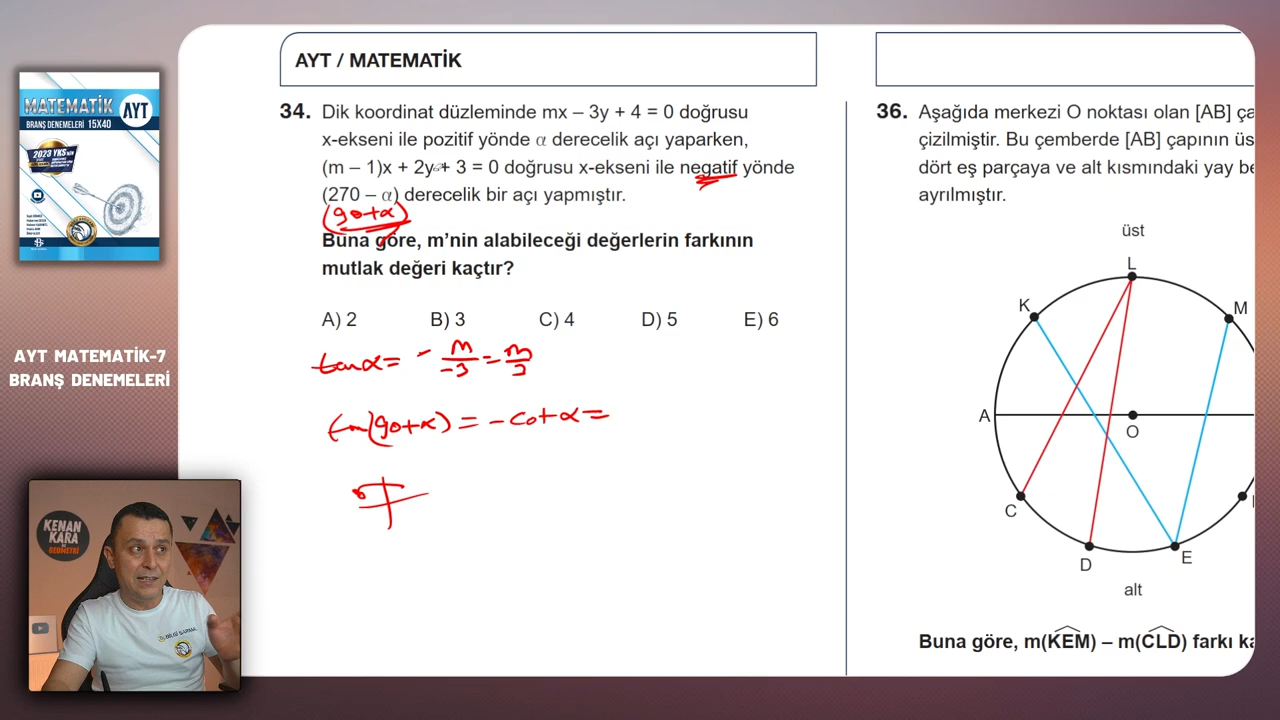 MATEMATİK AYT
BRANŞ DENEMELERİ 15X40
2023 YKS'NİN
AYT MATEMATİK-7
BRANŞ DENEMELERİ
KENAN
KARA
GEOMETRİ
AYT / MATEMATİK
34. Dik koordinat düzleminde mx – 3y + 4 = 0 doğrusu
x-ekseni ile pozitif yönde α derecelik açı yaparken,
(m – 1)x + 2y + 3 = 0 doğrusu x-ekseni ile negatif yönde
(270 – α) derecelik bir açı yapmıştır.
(90+α)
Buna göre, m'nin alabileceği değerlerin farkının
mutlak değeri kaçtır?
A) 2 B) 3 C) 4 D) 5 E) 6
tanα = - m/-3 = m/3
tan(90+α) = -cotα =
36. Aşağıda merkezi O noktası olan [AB] ça
çizilmiştir. Bu çemberde [AB] çapının üs
dört eş parçaya ve alt kısmındaki yay be
ayrılmıştır.
üst
L
K
M
A
O
C
D
E
alt
Buna göre, m(KEM) – m(CLD) farkı ka